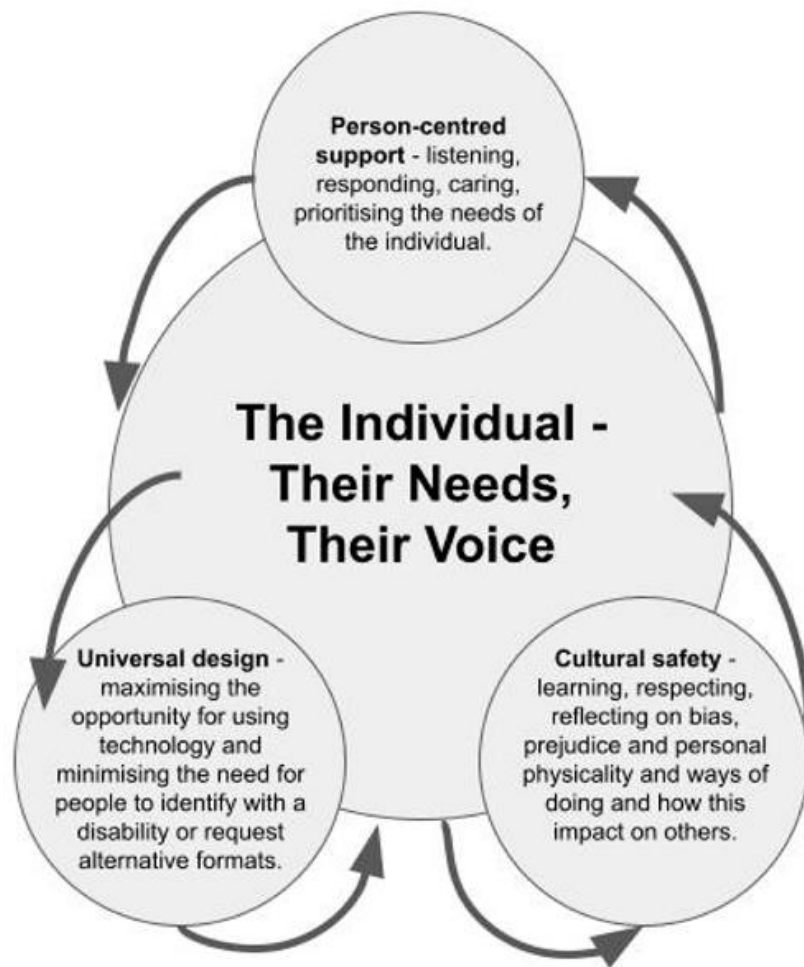 Person-centred
support - listening,
responding, caring,
prioritising the needs of
the individual.
The Individual -
Their Needs,
Their Voice
Universal design -
maximising the
opportunity for using
technology and
minimising the need for
people to identify with a
disability or request
alternative formats.
Cultural safety -
learning, respecting,
reflecting on bias,
prejudice and personal
physicality and ways of
doing and how this
impact on others.